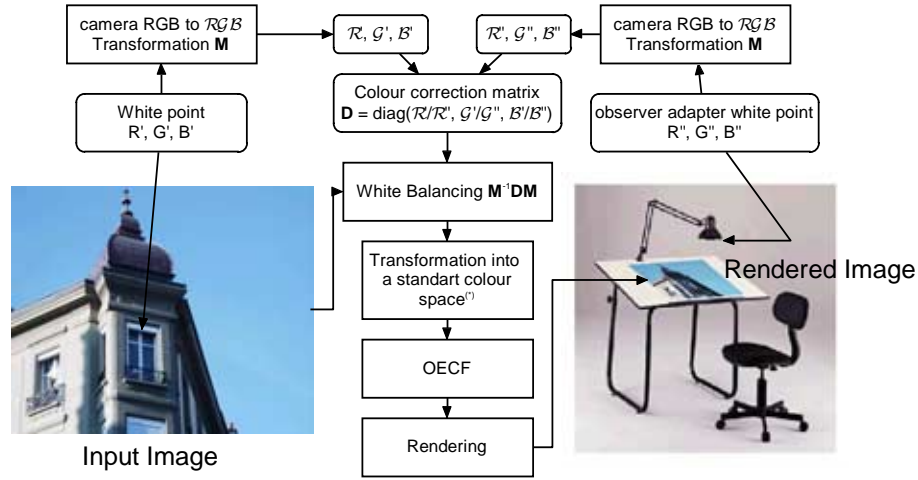 camera RGB to ℛ𝒢ℬ
Transformation M
ℛ', 𝒢', ℬ'
ℛ", 𝒢", ℬ"
camera RGB to ℛ𝒢ℬ
Transformation M
White point
R', G', B'
Colour correction matrix
D = diag(ℛ'/ℛ", 𝒢'/𝒢", ℬ'/ℬ")
observer adapter white point
R", G", B"
White Balancing M⁻¹DM
Transformation into
a standart colour
space(*)
Rendered Image
OECF
Rendering
Input Image